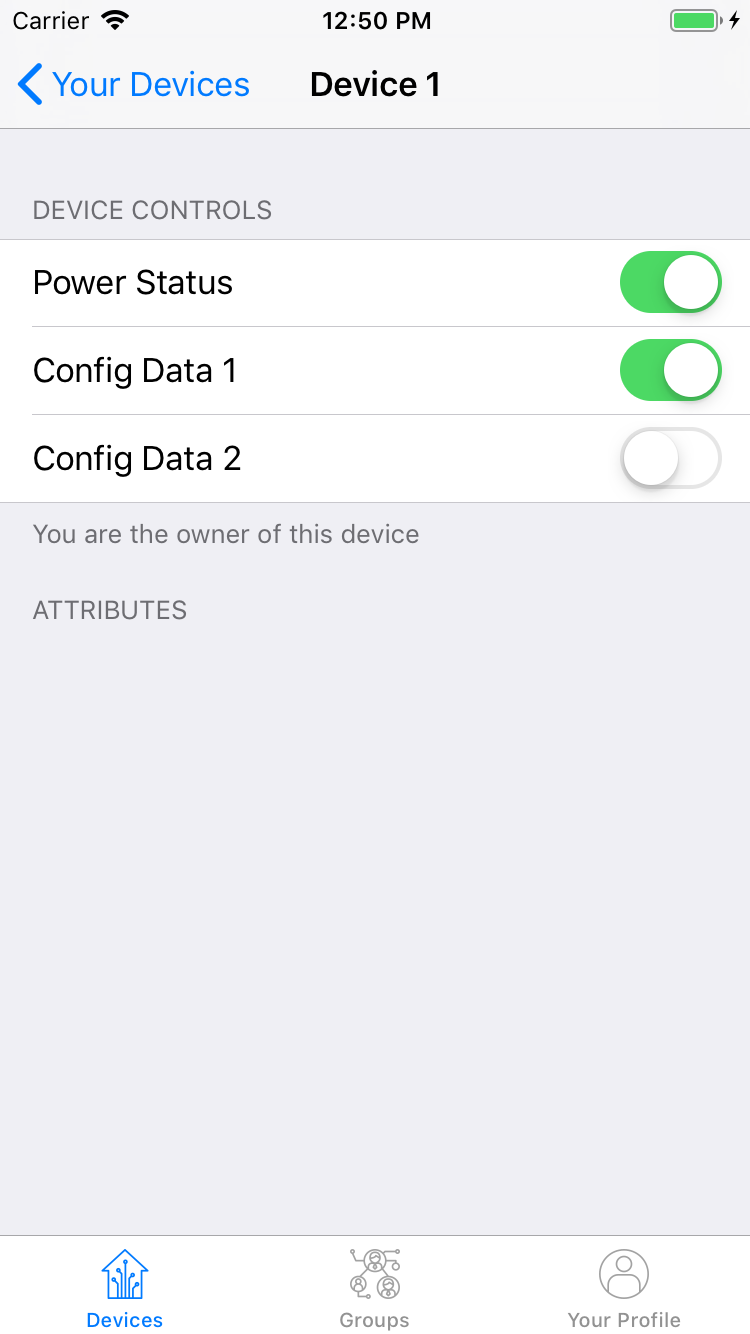 Carrier 12:50 PM
Your Devices Device 1
DEVICE CONTROLS
Power Status
Config Data 1
Config Data 2
You are the owner of this device
ATTRIBUTES
Devices Groups Your Profile